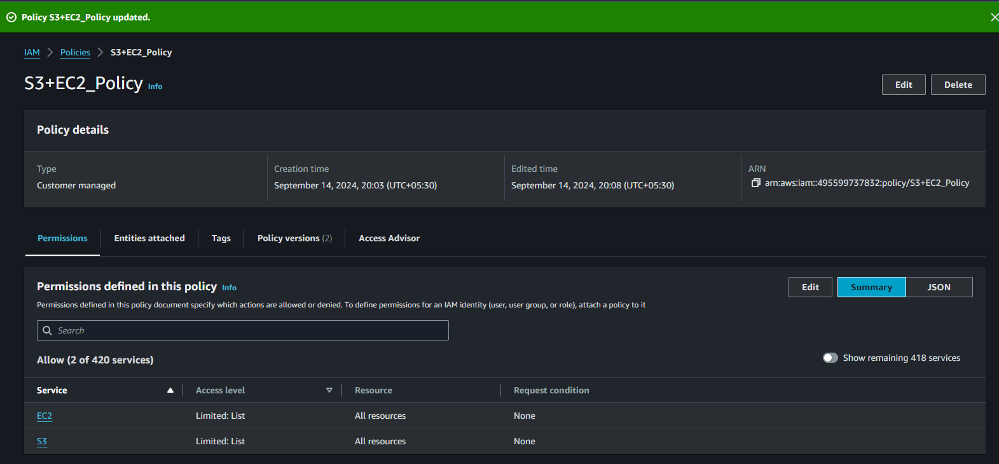 Policy S3+EC2_Policy updated.
IAM > Policies > S3+EC2_Policy
S3+EC2_Policy Info
Edit Delete
Policy details
Type
Customer managed
Creation time
September 14, 2024, 20:03 (UTC+05:30)
Edited time
September 14, 2024, 20:08 (UTC+05:30)
ARN
arn:aws:iam::495599737832:policy/S3+EC2_Policy
Permissions Entities attached Tags Policy versions (2) Access Advisor
Permissions defined in this policy Info
Edit Summary JSON
Permissions defined in this policy document specify which actions are allowed or denied. To define permissions for an IAM identity (user, user group, or role), attach a policy to it
Search
Allow (2 of 420 services)
Show remaining 418 services
Service Access level Resource Request condition
EC2 Limited: List All resources None
S3 Limited: List All resources None